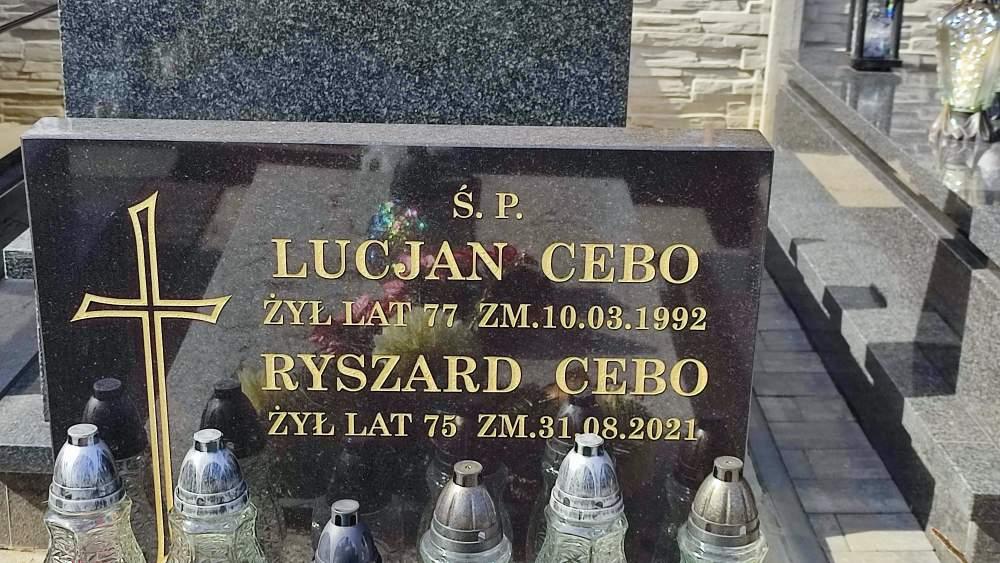 Ś. P.
LUCJAN CEBO
ŻYŁ LAT 77 ZM.10.03.1992
RYSZARD CEBO
ŻYŁ LAT 75 ZM.31.08.2021